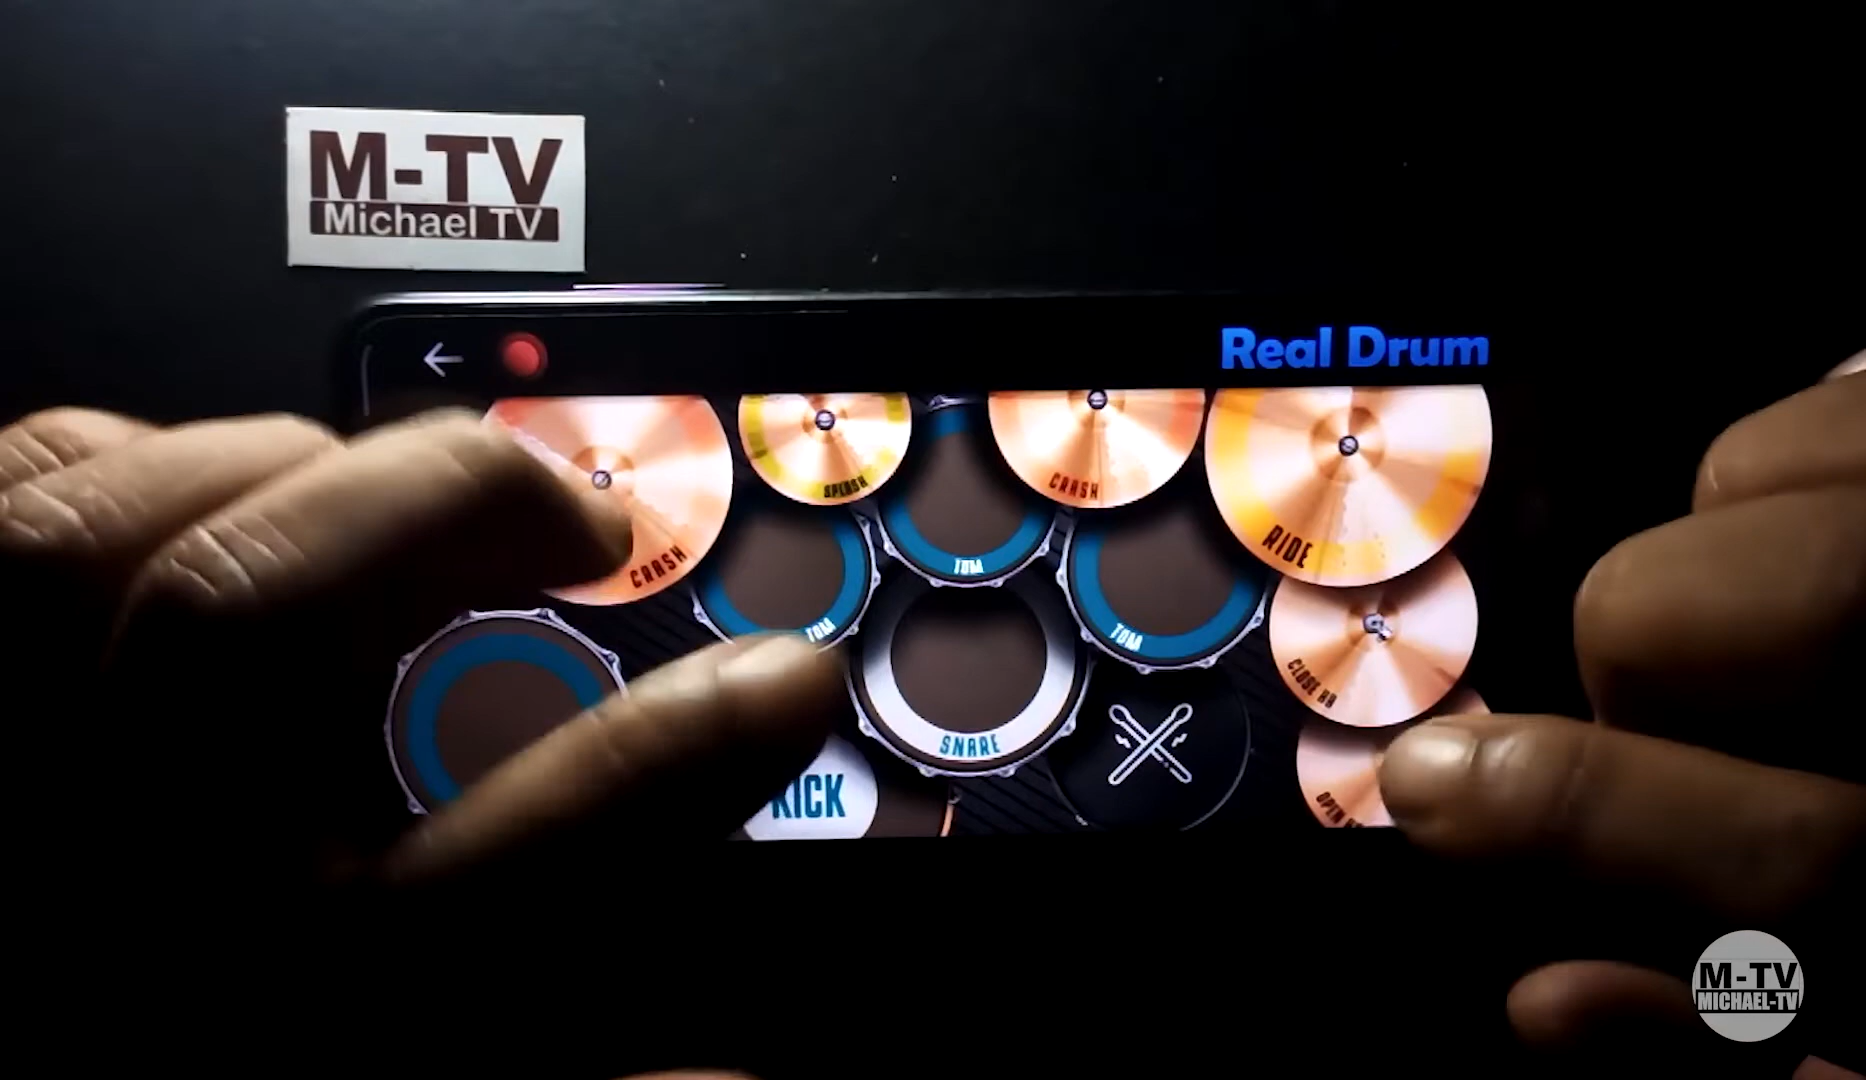 M-TV
Michael TV
Real Drum
SPLASH
CRASH
CRASH
RIDE
TOM
TOM
TOM
CLOSE HH
SNARE
KICK
OPEN
M-TV
MICHAEL-TV